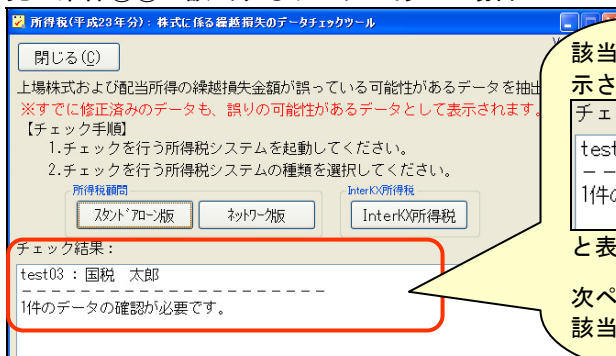 所得税(平成23年分)：株式に係る繰越損失のデータチェックツール
閉じる(C)
上場株式および配当所得の繰越損失金額が誤っている可能性があるデータを抽出
※すでに修正済みのデータも、誤りの可能性があるデータとして表示されます。
【チェック手順】
1.チェックを行う所得税システムを起動してください。
2.チェックを行う所得税システムの種類を選択してください。
所得税顧問
スタンドアローン版
ネットワーク版
InterKX所得税
InterKX所得税
チェック結果：
test03 : 国税 太郎
--------------------------
1件のデータの確認が必要です。
該当
示さ
チェ
test
--
1件の
と表
次ペ
該当